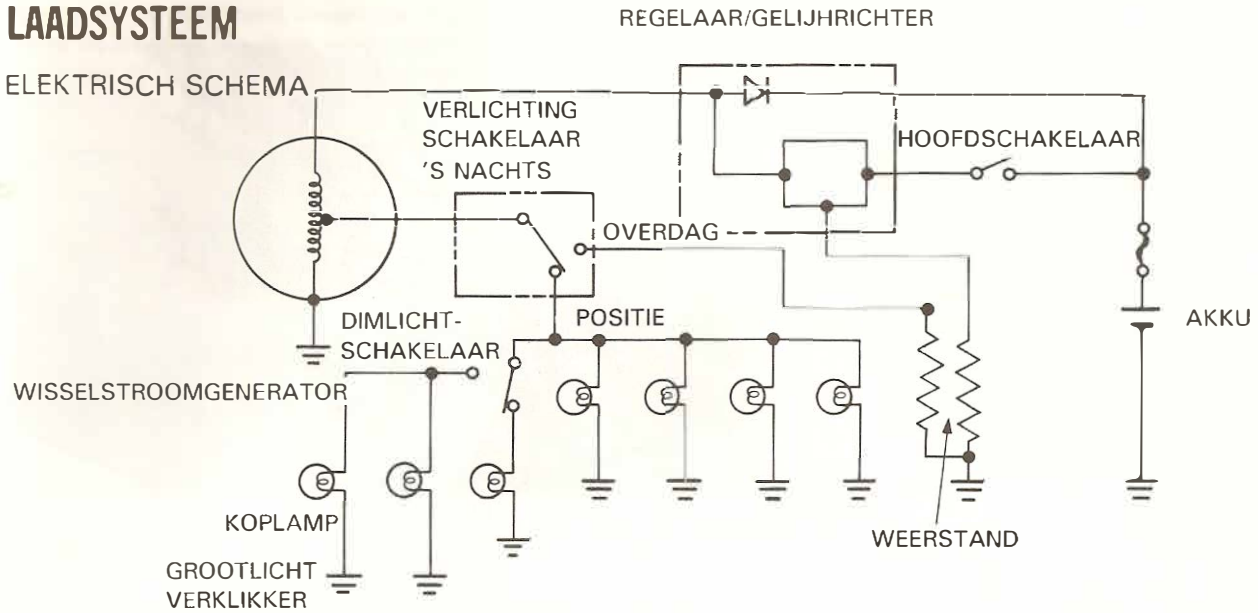 LAADSYSTEEM
REGELAAR/GELIJHRICHTER
ELEKTRISCH SCHEMA
VERLICHTING
SCHAKELAAR
'S NACHTS
HOOFDSCHAKELAAR
OVERDAG
DIMLICHT-
SCHAKELAAR
POSITIE
AKKU
WISSELSTROOMGENERATOR
KOPLAMP
WEERSTAND
GROOTLICHT
VERKLIKKER